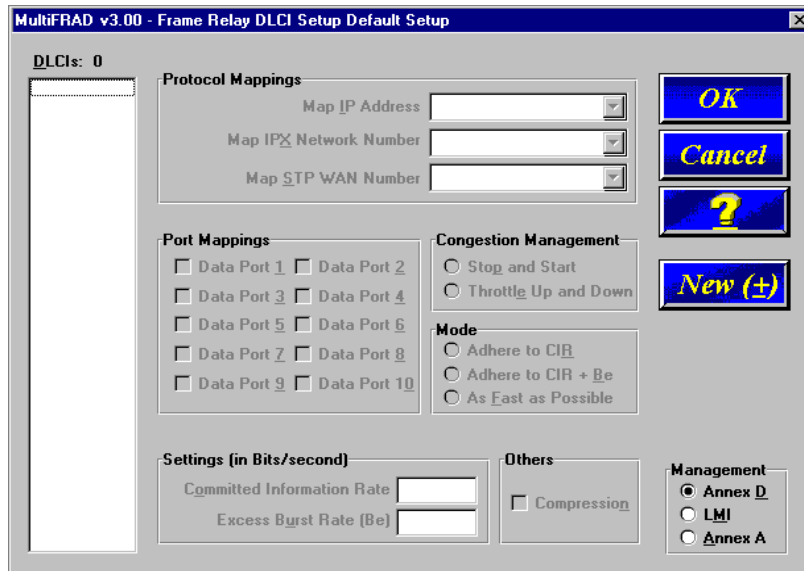 MultiFRAD v3.00 - Frame Relay DLCI Setup Default Setup
DLCIs: 0
Protocol Mappings
Map IP Address
Map IPX Network Number
Map STP WAN Number
OK
Cancel
?
New (+)
Port Mappings
Data Port 1 Data Port 2
Data Port 3 Data Port 4
Data Port 5 Data Port 6
Data Port 7 Data Port 8
Data Port 9 Data Port 10
Congestion Management
Stop and Start
Throttle Up and Down
Mode
Adhere to CIR
Adhere to CIR + Be
As Fast as Possible
Settings (in Bits/second)
Committed Information Rate
Excess Burst Rate (Be)
Others
Compression
Management
Annex D
LMI
Annex A